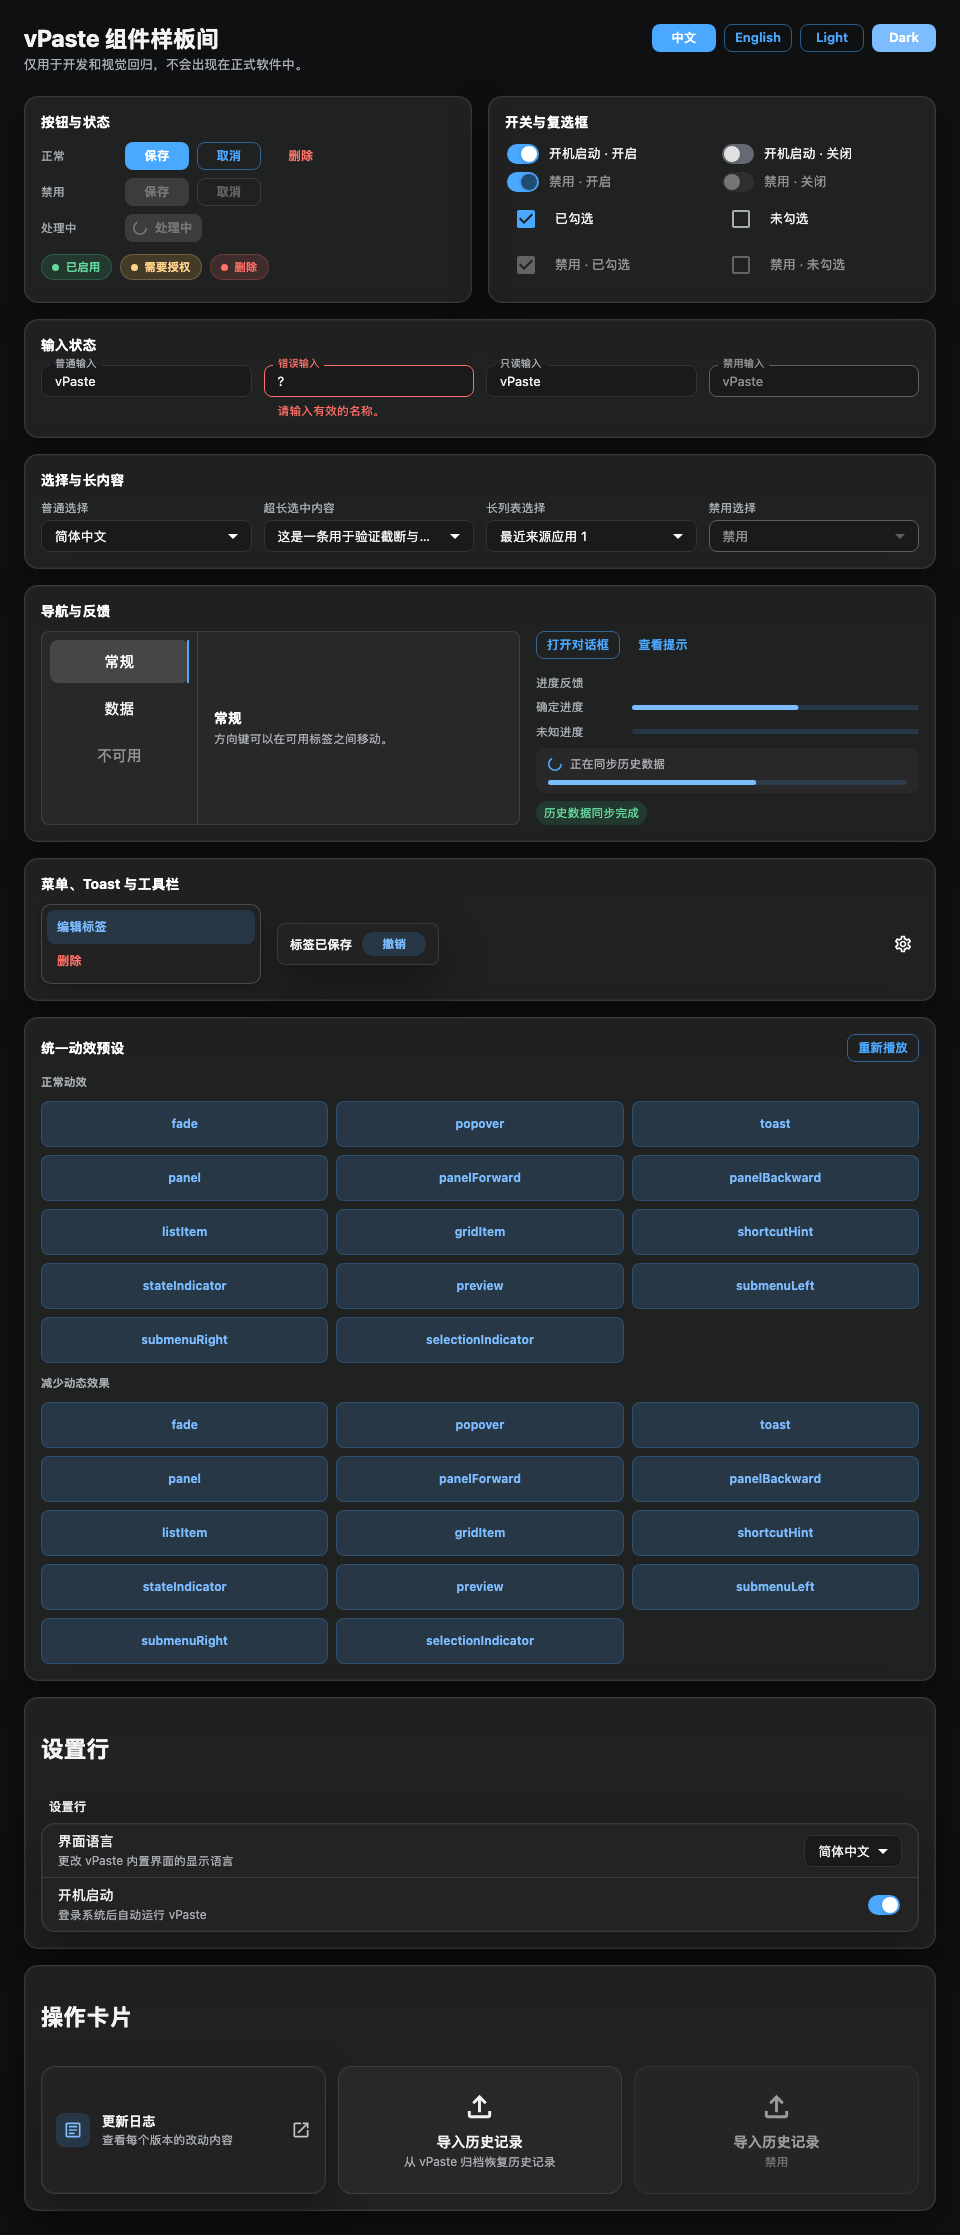 vPaste 组件样板间
仅用于开发和视觉回归，不会出现在正式软件中。
中文
English
Light
Dark
按钮与状态
正常
保存
取消
删除
禁用
保存
取消
处理中
处理中
已启用
需要授权
删除
开关与复选框
开机启动 · 开启
开机启动 · 关闭
禁用 · 开启
禁用 · 关闭
已勾选
未勾选
禁用 · 已勾选
禁用 · 未勾选
输入状态
普通输入
vPaste
错误输入
?
请输入有效的名称。
只读输入
vPaste
禁用输入
vPaste
选择与长内容
普通选择
简体中文
超长选中内容
这是一条用于验证截断与...
长列表选择
最近来源应用 1
禁用选择
禁用
导航与反馈
常规
数据
不可用
常规
方向键可以在可用标签之间移动。
打开对话框
查看提示
进度反馈
确定进度
未知进度
正在同步历史数据
历史数据同步完成
菜单、Toast 与工具栏
编辑标签
删除
标签已保存
撤销
统一动效预设
重新播放
正常动效
fade
popover
toast
panel
panelForward
panelBackward
listItem
gridItem
shortcutHint
stateIndicator
preview
submenuLeft
submenuRight
selectionIndicator
减少动态效果
fade
popover
toast
panel
panelForward
panelBackward
listItem
gridItem
shortcutHint
stateIndicator
preview
submenuLeft
submenuRight
selectionIndicator
设置行
设置行
界面语言
更改 vPaste 内置界面的显示语言
简体中文
开机启动
登录系统后自动运行 vPaste
操作卡片
更新日志
查看每个版本的改动内容
导入历史记录
从 vPaste 归档恢复历史记录
导入历史记录
禁用